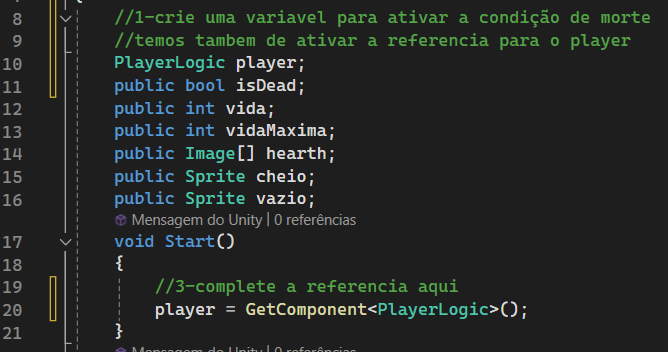 8 //1-crie uma variavel para ativar a condição de morte
9 //temos tambem de ativar a referencia para o player
10 PlayerLogic player;
11 public bool isDead;
12 public int vida;
13 public int vidaMaxima;
14 public Image[] hearth;
15 public Sprite cheio;
16 public Sprite vazio;
Mensagem do Unity | 0 referências
17 void Start()
18 {
19 //3-complete a referencia aqui
20 player = GetComponent<PlayerLogic>();
21 }
Mensagem do Unity | 0 referências